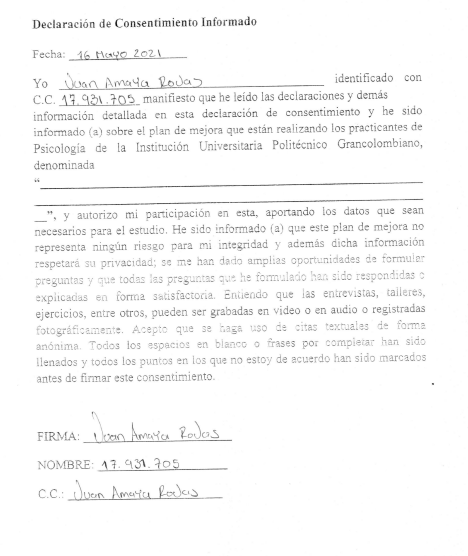 Declaración de Consentimiento Informado
Fecha: 16 Mayo 2021
Yo Juan Amaya Rodas identificado con
C.C. 17.931.705 manifiesto que he leído las declaraciones y demás
información detallada en esta declaración de consentimiento y he sido
informado (a) sobre el plan de mejora que están realizando los practicantes de
Psicología de la Institución Universitaria Politécnico Grancolombiano,
denominada
“
”, y autorizo mi participación en esta, aportando los datos que sean
necesarios para el estudio. He sido informado (a) que este plan de mejora no
representa ningún riesgo para mi integridad y además dicha información
respetará su privacidad; se me han dado amplias oportunidades de formular
preguntas y que todas las preguntas que he formulado han sido respondidas o
explicadas en forma satisfactoria. Entiendo que las entrevistas, talleres,
ejercicios, entre otros, pueden ser grabadas en video o en audio o registradas
fotográficamente. Acepto que se haga uso de citas textuales de forma
anónima. Todos los espacios en blanco o frases por completar han sido
llenados y todos los puntos en los que no estoy de acuerdo han sido marcados
antes de firmar este consentimiento.
FIRMA: Juan Amaya Rodas
NOMBRE: 17.931.705
C.C.: Juan Amaya Rodas